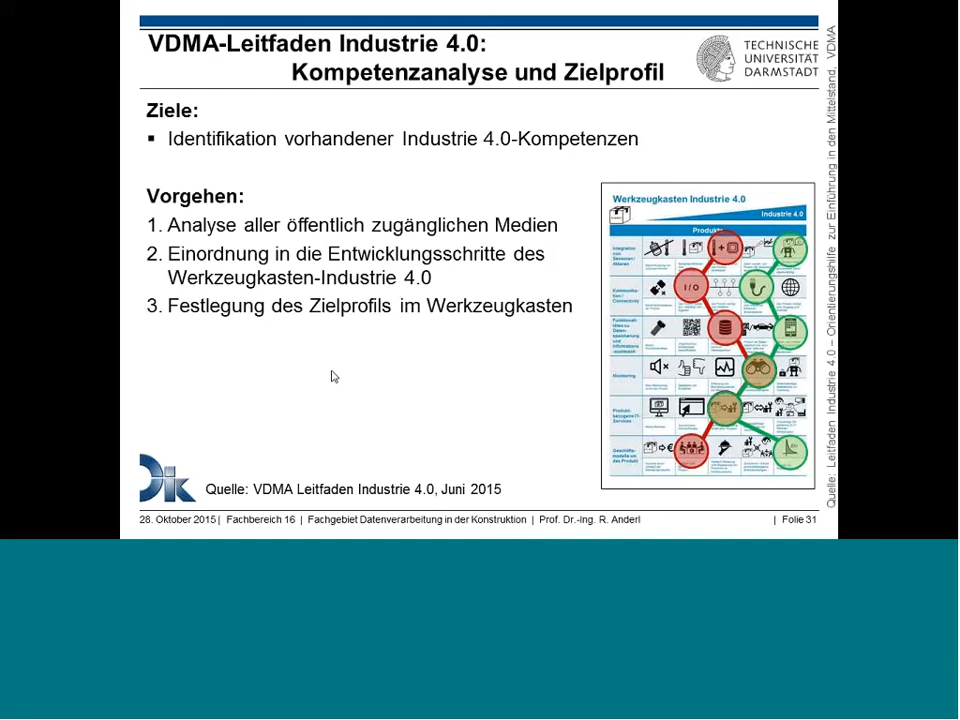 VDMA-Leitfaden Industrie 4.0:
Kompetenzanalyse und Zielprofil
TECHNISCHE
UNIVERSITÄT
DARMSTADT
Ziele:
▪ Identifikation vorhandener Industrie 4.0-Kompetenzen
Vorgehen:
1. Analyse aller öffentlich zugänglichen Medien
2. Einordnung in die Entwicklungsschritte des
Werkzeugkasten-Industrie 4.0
3. Festlegung des Zielprofils im Werkzeugkasten
Werkzeugkasten Industrie 4.0
Industrie 4.0
Produkte
Integration
von
Sensoren /
Aktoren
Kommunika-
tion /
Connectivity
I / O
Funktionali-
täten zu
Daten-
speicherung
und
Informations-
austausch
Monitoring
Produkt-
bezogene IT-
Services
Geschäfts-
modelle um
das Produkt
dik
Quelle: VDMA Leitfaden Industrie 4.0, Juni 2015
28. Oktober 2015 | Fachbereich 16 | Fachgebiet Datenverarbeitung in der Konstruktion | Prof. Dr.-Ing. R. Anderl | Folie 31
Quelle: Leitfaden Industrie 4.0 – Orientierungshilfe zur Einführung in den Mittelstand, VDMA